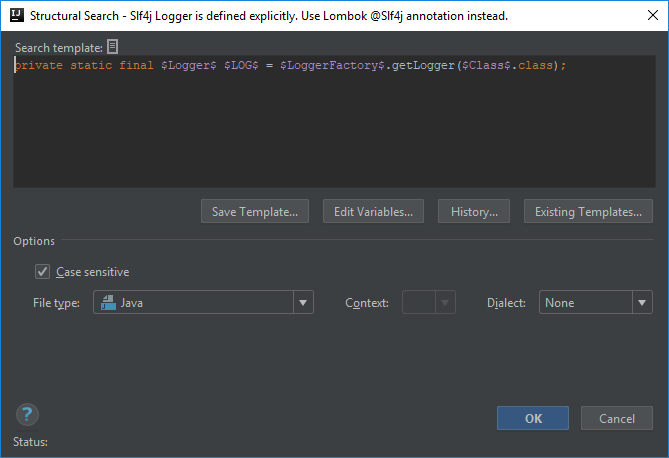 Structural Search - Slf4j Logger is defined explicitly. Use Lombok @Slf4j annotation instead.
Search template:
private static final $Logger$ $LOG$ = $LoggerFactory$.getLogger($Class$.class);
Save Template... Edit Variables... History... Existing Templates...
Options
Case sensitive
File type: Java Context: Dialect: None
? OK Cancel
Status: